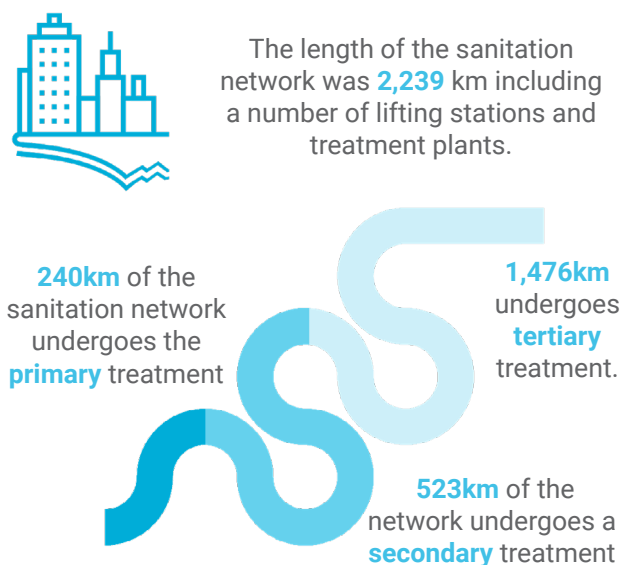 The length of the sanitation
network was 2,239 km including
a number of lifting stations and
treatment plants.
240km of the
sanitation network
undergoes the
primary treatment
1,476km
undergoes
tertiary
treatment.
523km of the
network undergoes a
secondary treatment